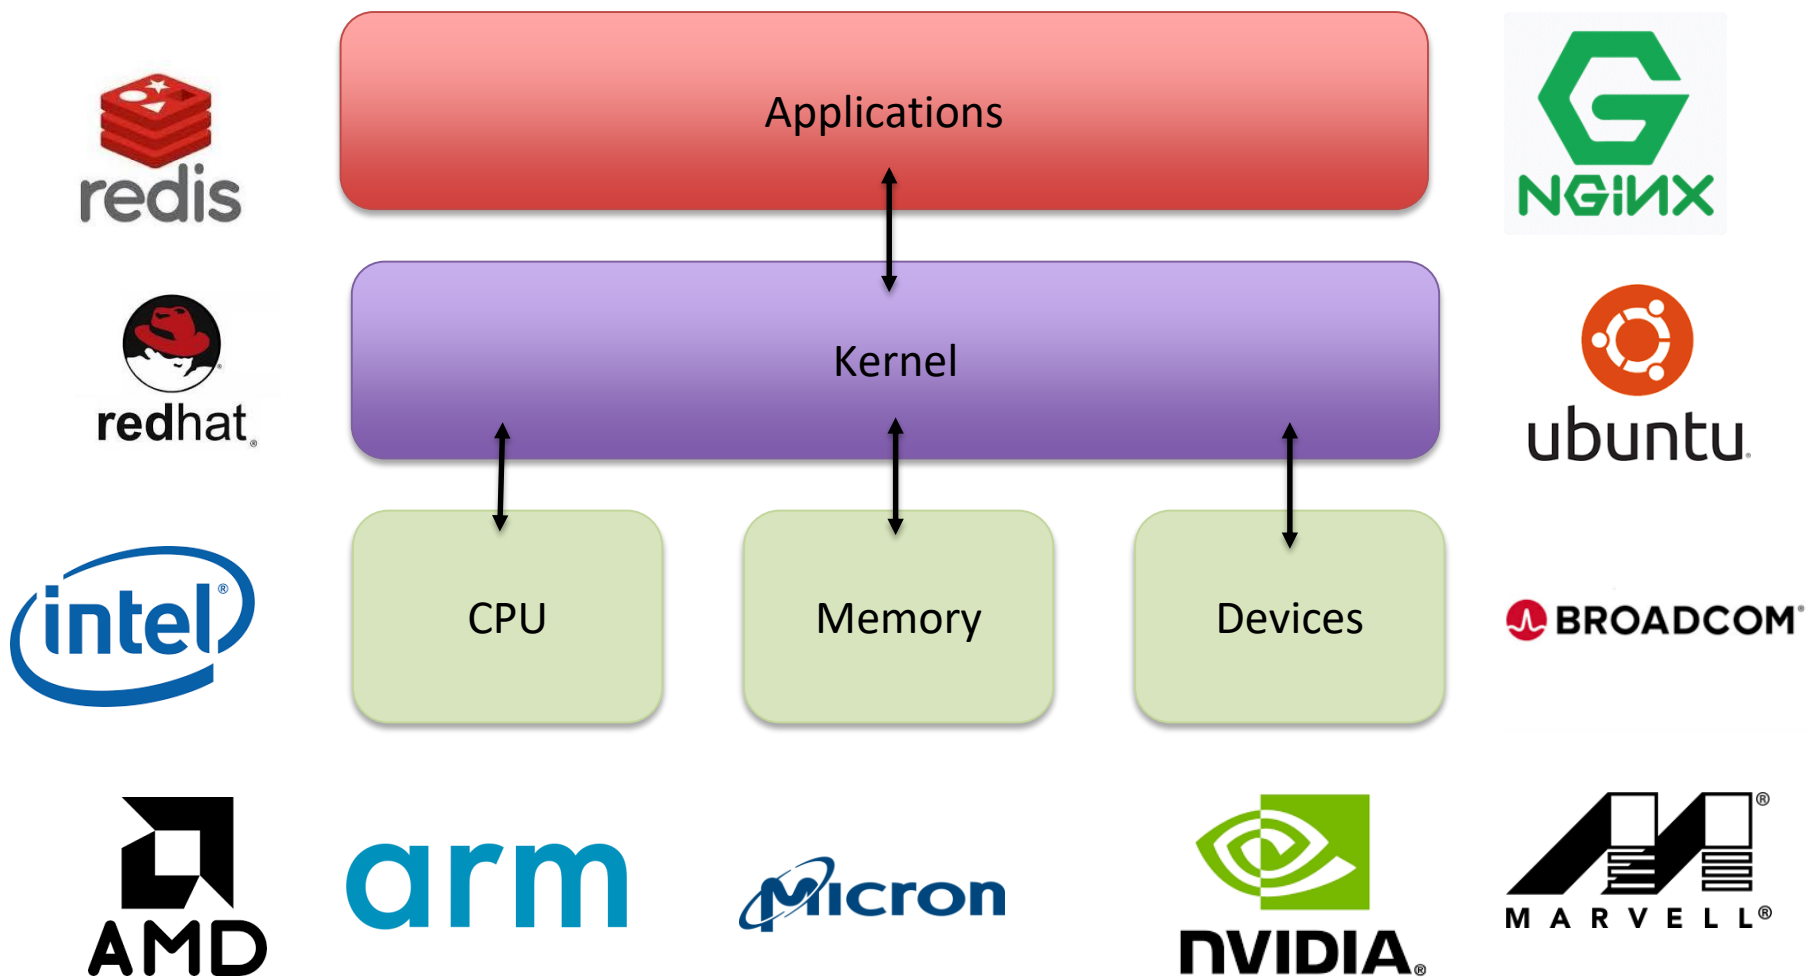 Applications
redis
NGiNX
Kernel
redhat®
ubuntu®
intel®
CPU
Memory
Devices
BROADCOM®
AMD
arm
Micron
NVIDIA®
MARVELL®